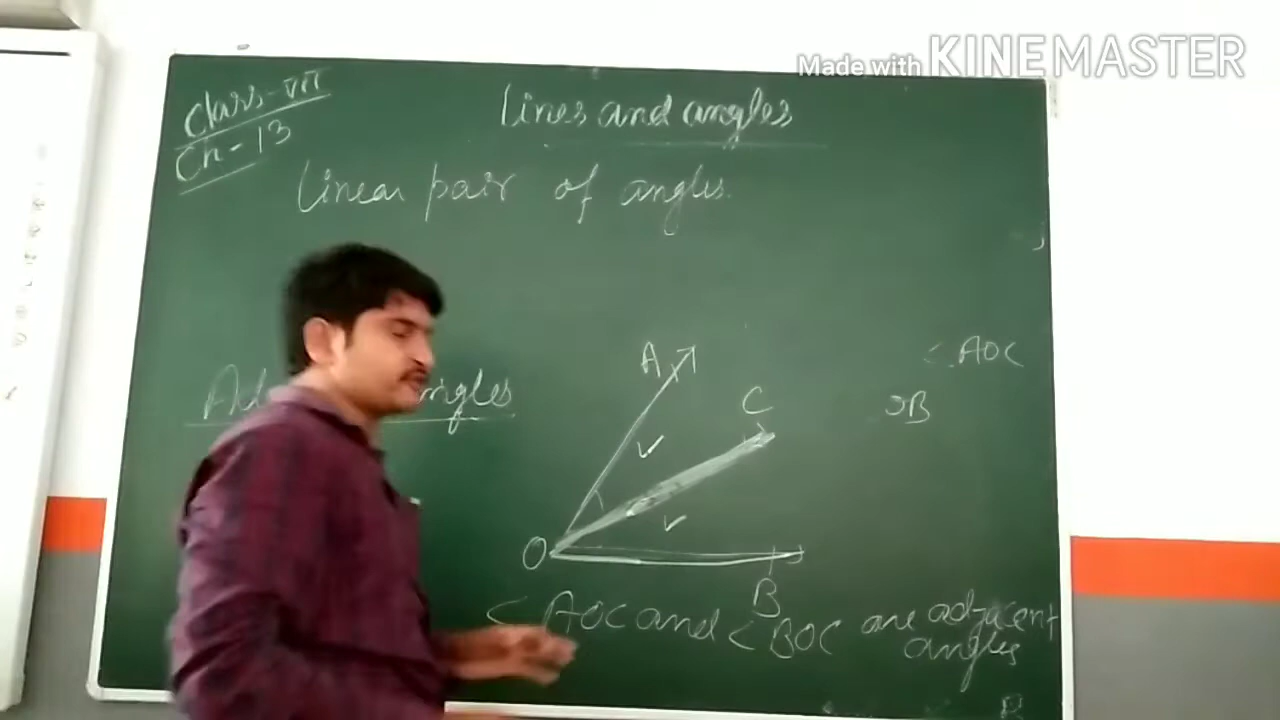 Made with KINEMASTER
Class-VII
Ch-13
Lines and angles
Linear pair of angles.
angles
A
C
< AOC
OB
O
B
< AOC and < BOC are adjacent
angles
B